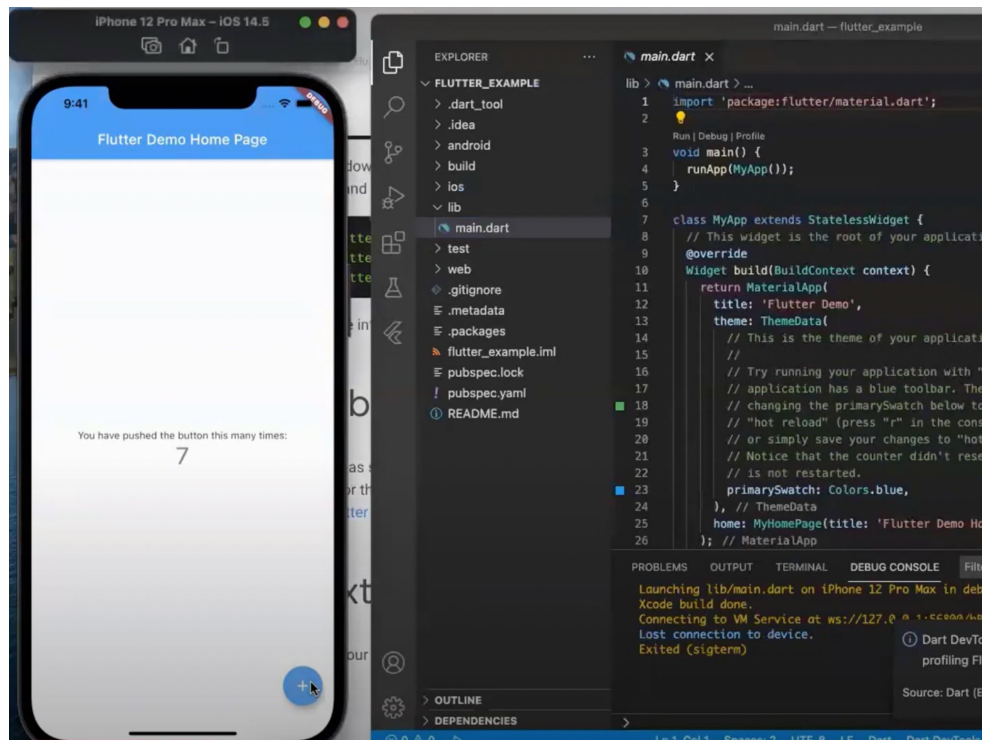 iPhone 12 Pro Max – iOS 14.5
9:41
DEBUG
Flutter Demo Home Page
You have pushed the button this many times:
7
+
main.dart — flutter_example
EXPLORER
...
FLUTTER_EXAMPLE
.dart_tool
.idea
android
build
ios
lib
main.dart
test
web
.gitignore
.metadata
.packages
flutter_example.iml
pubspec.lock
pubspec.yaml
README.md
OUTLINE
DEPENDENCIES
main.dart
lib > main.dart > ...
1 import 'package:flutter/material.dart';
2
Run | Debug | Profile
3 void main() {
4 runApp(MyApp());
5 }
6
7 class MyApp extends StatelessWidget {
8 // This widget is the root of your applicati
9 @override
10 Widget build(BuildContext context) {
11 return MaterialApp(
12 title: 'Flutter Demo',
13 theme: ThemeData(
14 // This is the theme of your applicati
15 //
16 // Try running your application with "
17 // application has a blue toolbar. The
18 // changing the primarySwatch below to
19 // "hot reload" (press "r" in the cons
20 // or simply save your changes to "hot
21 // Notice that the counter didn't rese
22 // is not restarted.
23 primarySwatch: Colors.blue,
24 ), // ThemeData
25 home: MyHomePage(title: 'Flutter Demo Ho
26 ); // MaterialApp
PROBLEMS OUTPUT TERMINAL DEBUG CONSOLE Filt
Launching lib/main.dart on iPhone 12 Pro Max in deb
Xcode build done.
Connecting to VM Service at
Lost connection to device.
Exited (sigterm)
Dart DevTo
profiling Fl
Source: Dart (E